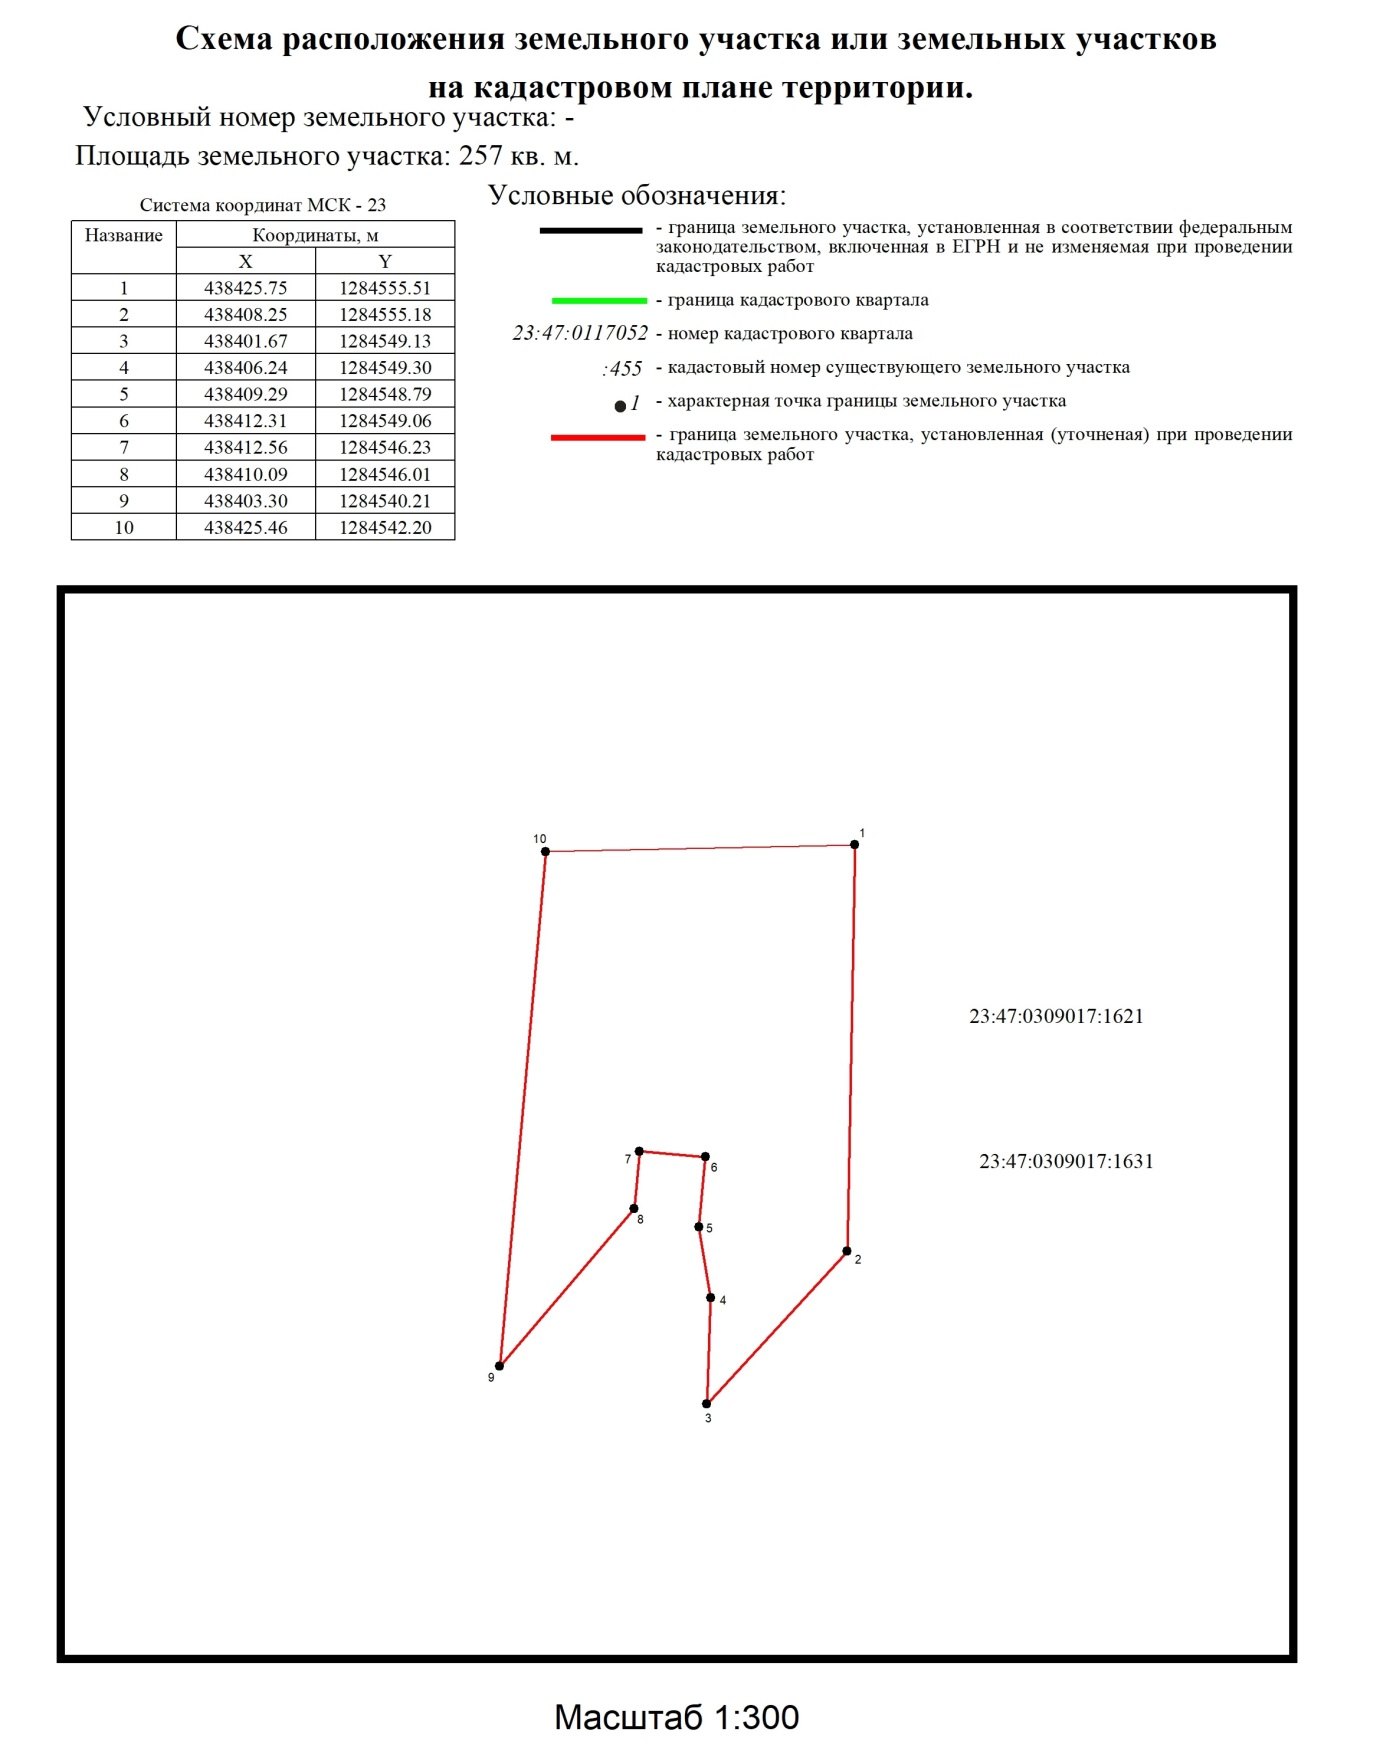 Схема расположения земельного участка или земельных участков
на кадастровом плане территории.
Условный номер земельного участка: -
Площадь земельного участка: 257 кв. м.
Система координат МСК - 23
Название Координаты, м
X Y
1 438425.75 1284555.51
2 438408.25 1284555.18
3 438401.67 1284549.13
4 438406.24 1284549.30
5 438409.29 1284548.79
6 438412.31 1284549.06
7 438412.56 1284546.23
8 438410.09 1284546.01
9 438403.30 1284540.21
10 438425.46 1284542.20
Условные обозначения:
- граница земельного участка, установленная в соответствии федеральным
законодательством, включенная в ЕГРН и не изменяемая при проведении
кадастровых работ
- граница кадастрового квартала
23:47:0117052 - номер кадастрового квартала
:455 - кадастовый номер существующего земельного участка
1 - характерная точка границы земельного участка
- граница земельного участка, установленная (уточненая) при проведении
кадастровых работ
10
1
23:47:0309017:1621
7
6
23:47:0309017:1631
8
5
2
4
9
3
Масштаб 1:300